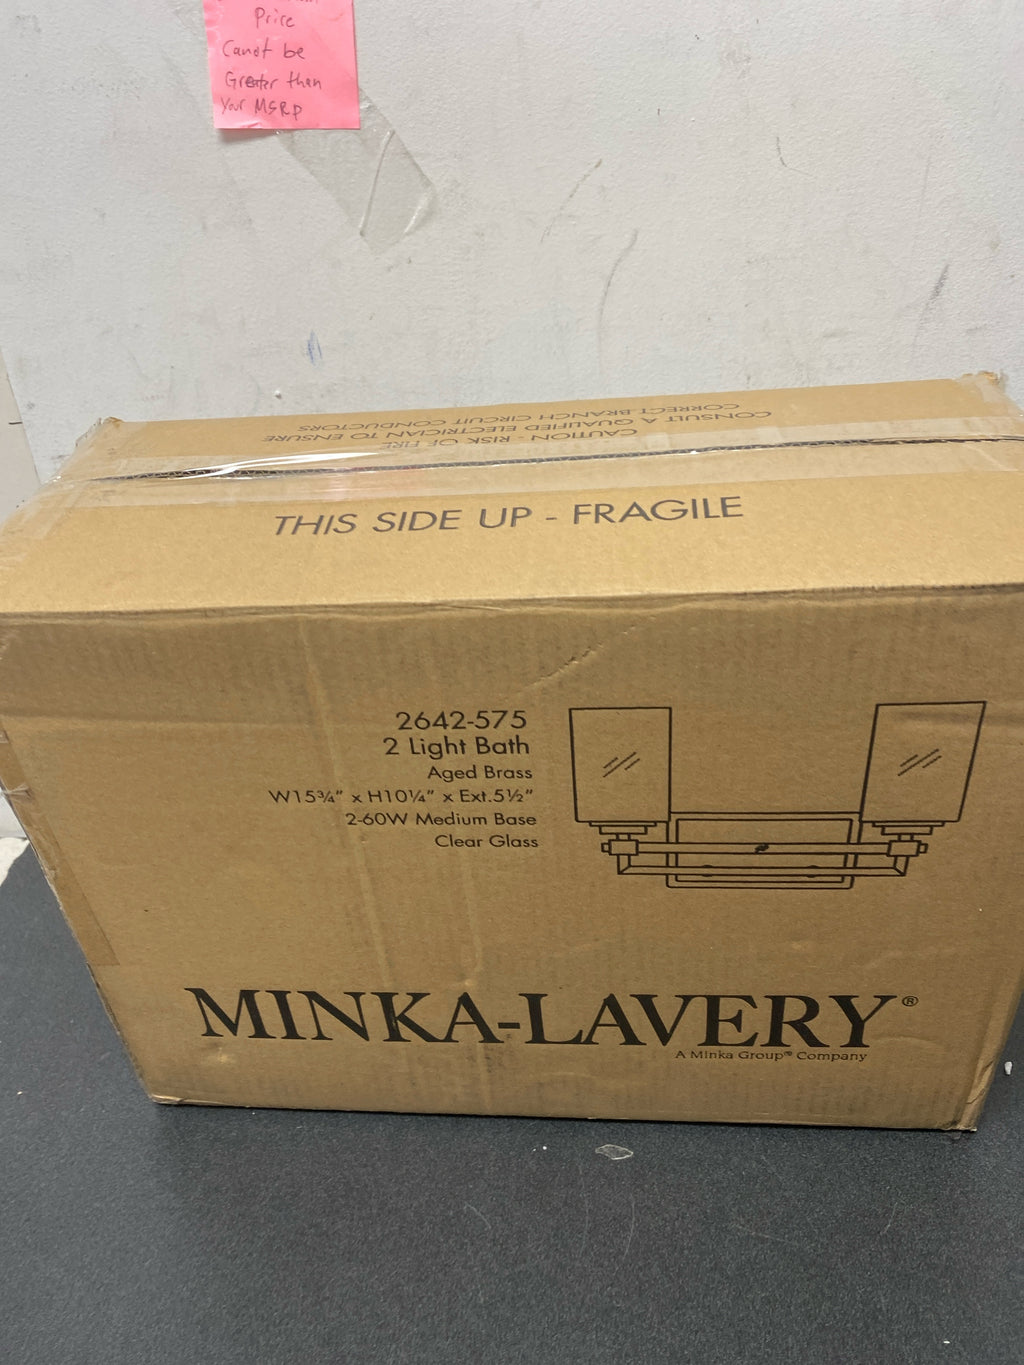 Price
Canot be
Greater than
Your MSRP
CORRECT BRANCH CIRCUIT CONDUCTORS
CONSULT A QUALIFIED ELECTRICIAN TO ENSURE
CAUTION - RISK OF FIRE
THIS SIDE UP - FRAGILE
2642-575
2 Light Bath
Aged Brass
W15¾" x H10¼" x Ext.5½"
2-60W Medium Base
Clear Glass
MINKA-LAVERY®
A Minka Group® Company